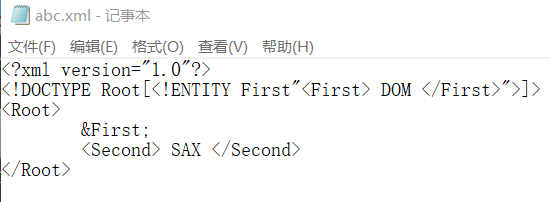 abc.xml - 记事本
文件(F) 编辑(E) 格式(O) 查看(V) 帮助(H)
<?xml version="1.0"?>
<!DOCTYPE Root[<!ENTITY First"<First> DOM </First>">]>
<Root>
        &First;
        <Second> SAX </Second>
</Root>